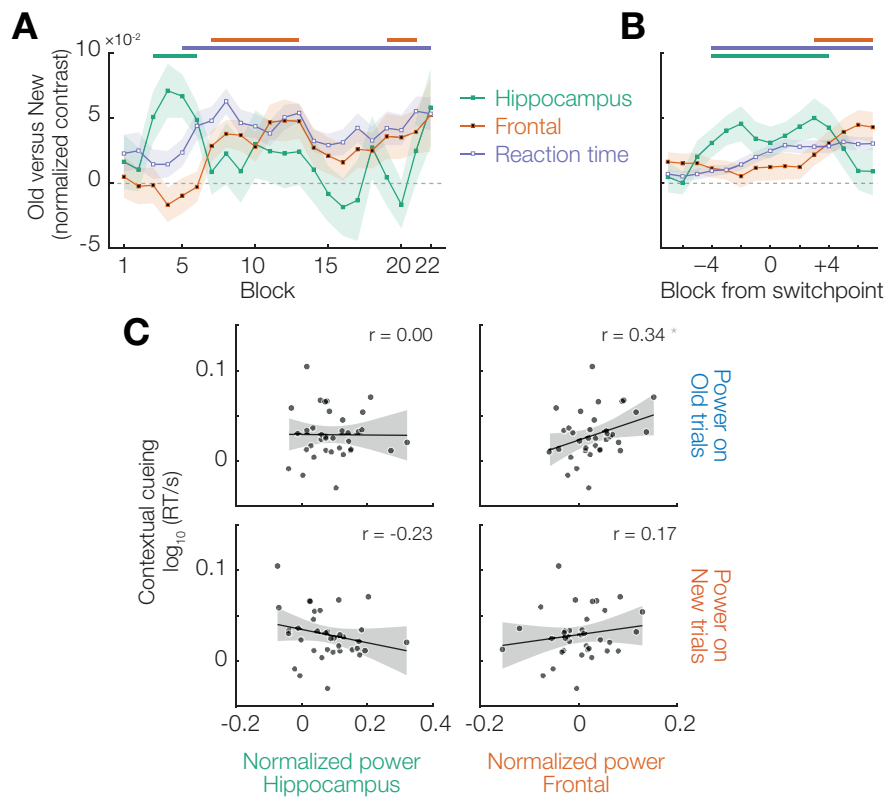 A
B
×10⁻²
10
5
0
-5
Old versus New
(normalized contrast)
1
5
10
15
20
22
Block
Hippocampus
Frontal
Reaction time
−4
0
+4
Block from switchpoint
C
r = 0.00
r = 0.34 *
0.1
0
Power on
Old trials
Contextual cueing
log₁₀ (RT/s)
r = -0.23
r = 0.17
0.1
0
Power on
New trials
-0.2
0
0.2
0.4
-0.2
0
0.2
Normalized power
Hippocampus
Normalized power
Frontal